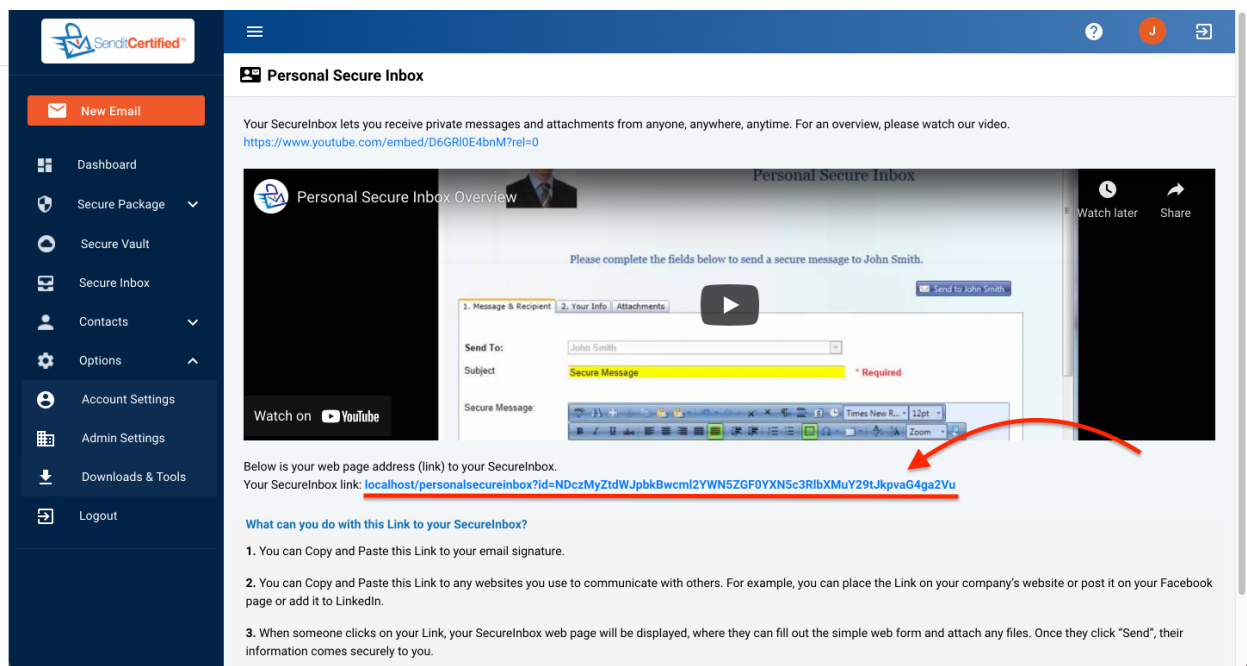 SenditCertified™
J
Personal Secure Inbox
New Email
Dashboard
Secure Package
Secure Vault
Secure Inbox
Contacts
Options
Account Settings
Admin Settings
Downloads & Tools
Logout
Your SecureInbox lets you receive private messages and attachments from anyone, anywhere, anytime. For an overview, please watch our video.
https://www.youtube.com/embed/D6GRl0E4bnM?rel=0
Personal Secure Inbox
Personal Secure Inbox Overview
Watch later
Share
Please complete the fields below to send a secure message to John Smith.
Send to John Smith
1. Message & Recipient
2. Your Info
Attachments
Send To:
John Smith
Subject
Secure Message
* Required
Secure Message:
Times New R...
12pt
Zoom
Watch on YouTube
Below is your web page address (link) to your SecureInbox.
Your SecureInbox link: localhost/personalsecureinbox?id=NDczMyZtdWJpbkBwcml2YWN5ZGF0YXN5c3RlbXMuY29tJkpvaG4ga2Vu
What can you do with this Link to your SecureInbox?
1. You can Copy and Paste this Link to your email signature.
2. You can Copy and Paste this Link to any websites you use to communicate with others. For example, you can place the Link on your company's website or post it on your Facebook
page or add it to LinkedIn.
3. When someone clicks on your Link, your SecureInbox web page will be displayed, where they can fill out the simple web form and attach any files. Once they click “Send”, their
information comes securely to you.